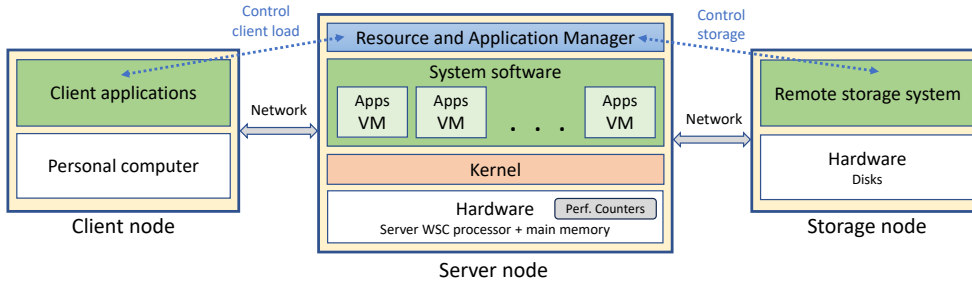 Control
client load
Client applications
Personal computer
Client node
Network
Resource and Application Manager
System software
Apps
VM
Apps
VM
. . .
Apps
VM
Kernel
Hardware
Perf. Counters
Server WSC processor + main memory
Server node
Network
Control
storage
Remote storage system
Hardware
Disks
Storage node